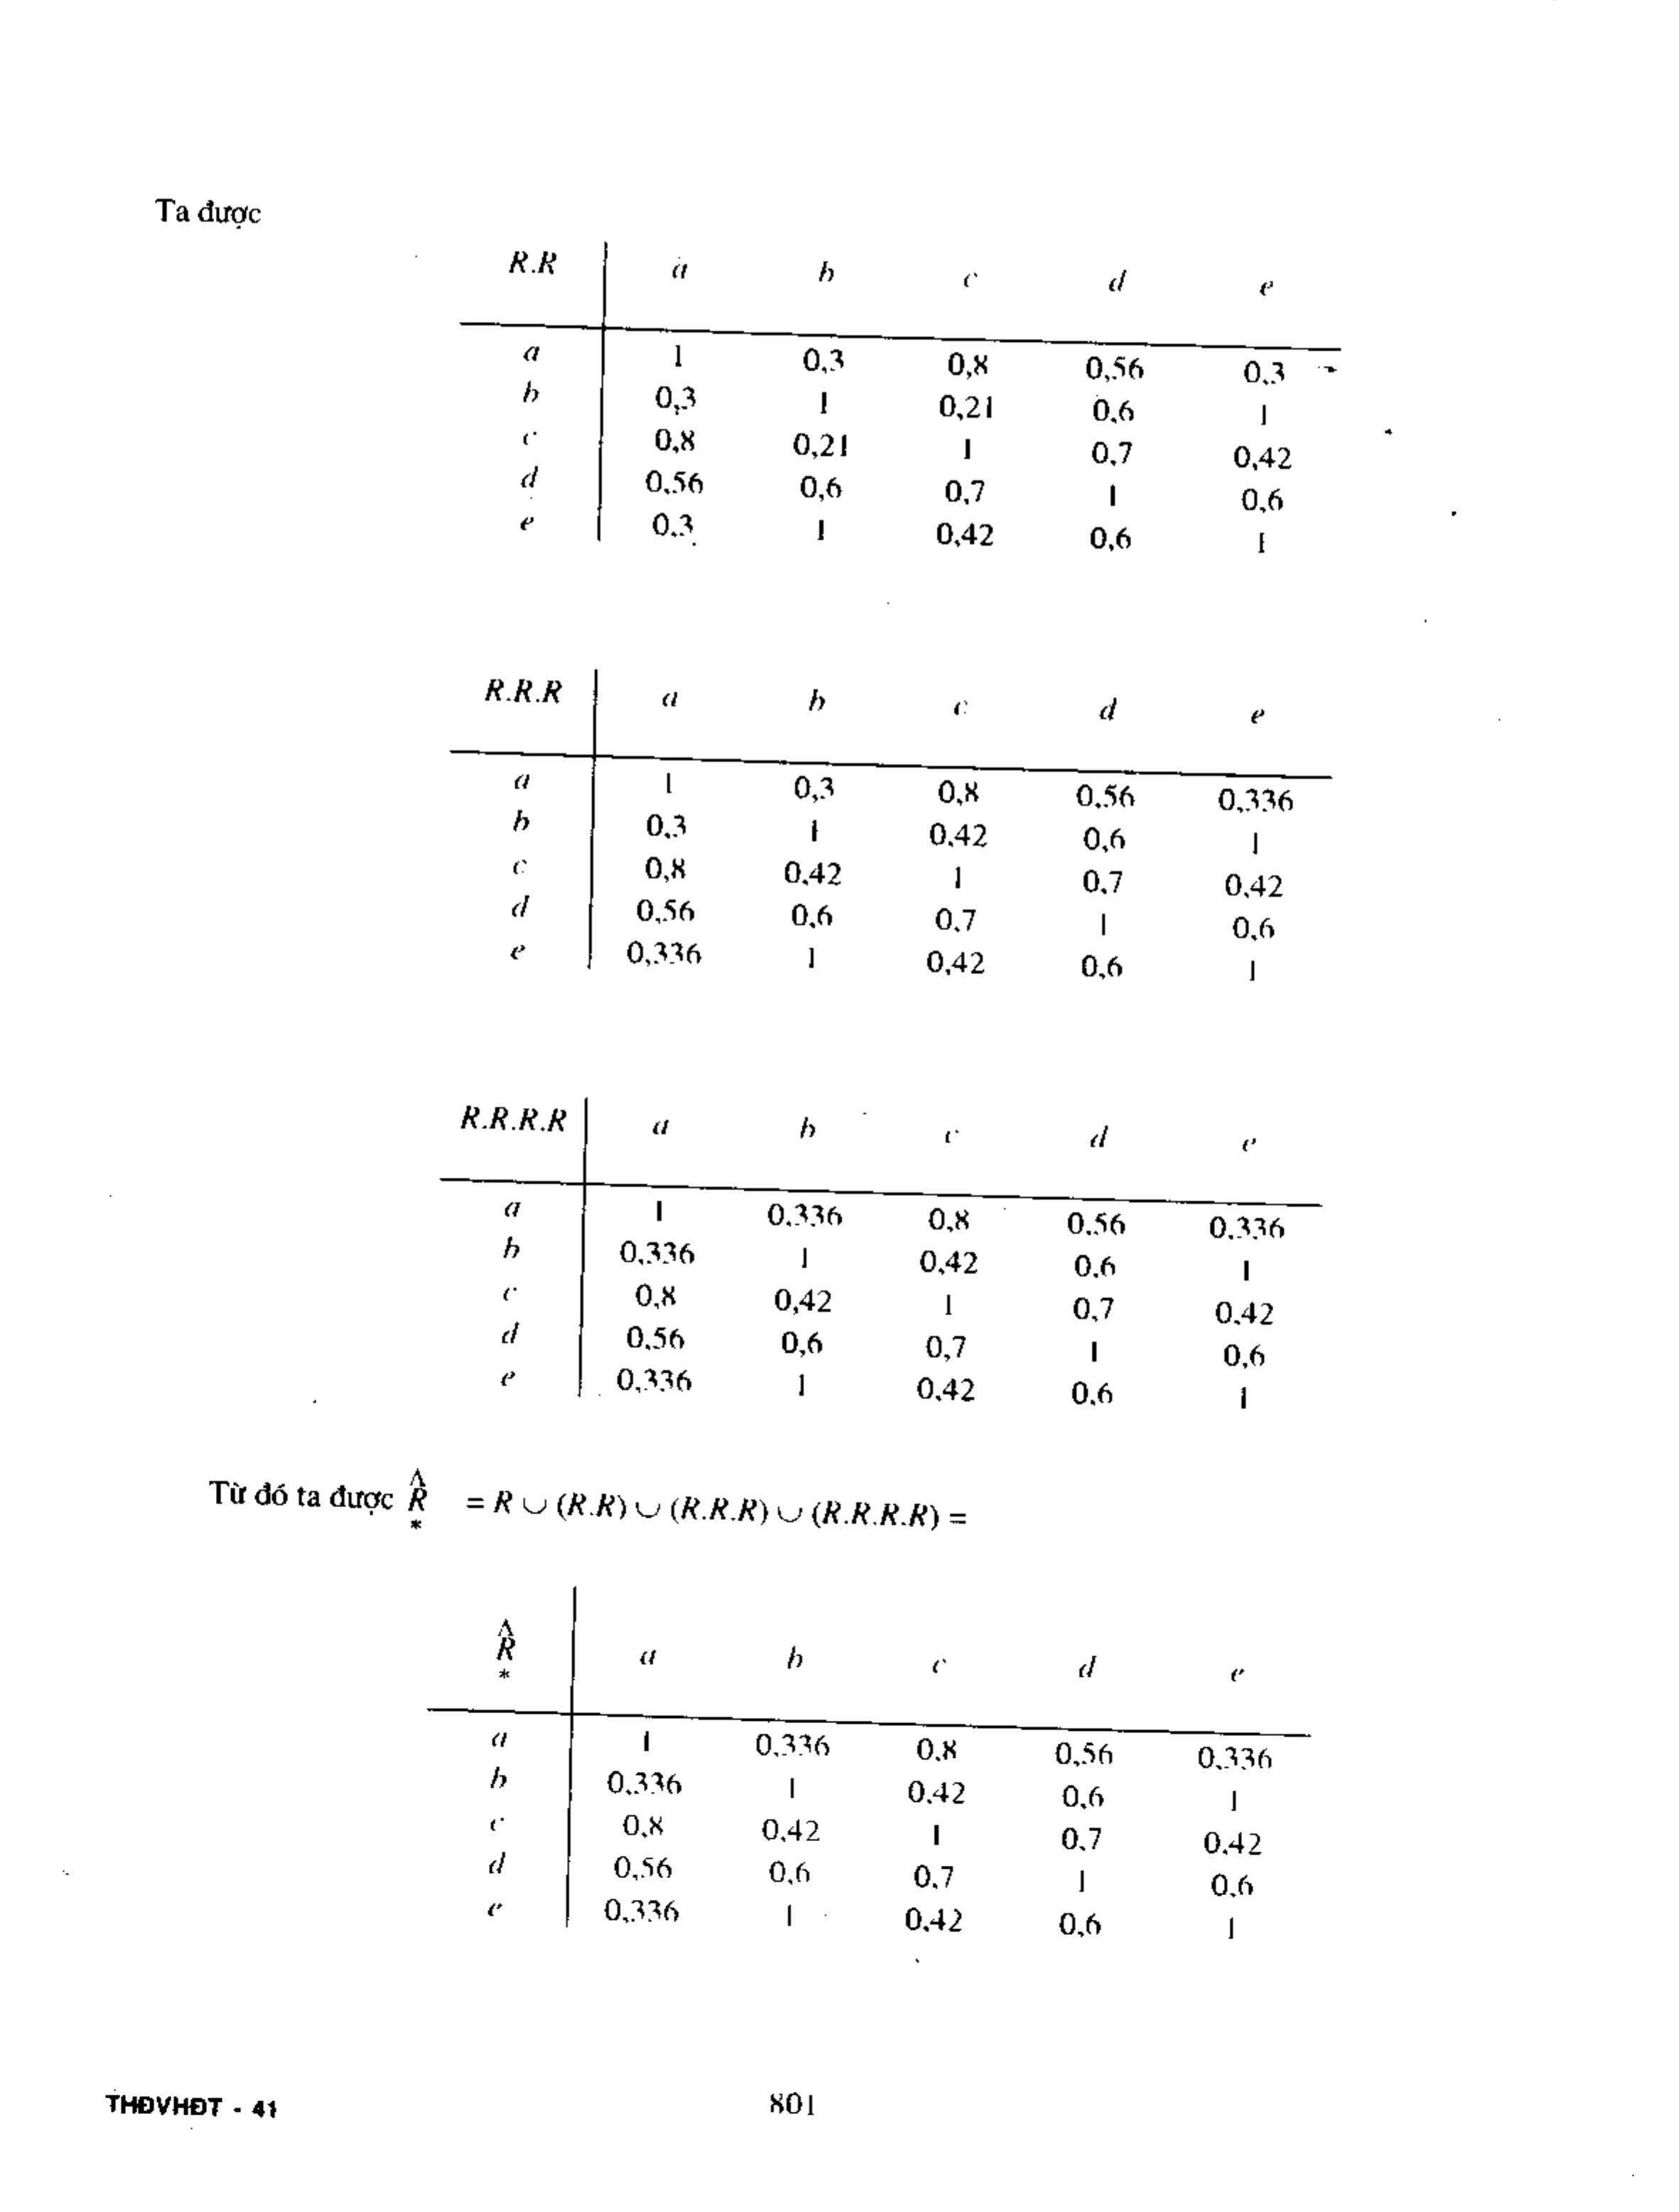 Ta được
R.R a b c d e
a 1 0,3 0,8 0,56 0,3
b 0,3 1 0,21 0,6 1
c 0,8 0,21 1 0,7 0,42
d 0,56 0,6 0,7 1 0,6
e 0,3 1 0,42 0,6 1
R.R.R a b c d e
a 1 0,3 0,8 0,56 0,336
b 0,3 1 0,42 0,6 1
c 0,8 0,42 1 0,7 0,42
d 0,56 0,6 0,7 1 0,6
e 0,336 1 0,42 0,6 1
R.R.R.R a b c d e
a 1 0,336 0,8 0,56 0,336
b 0,336 1 0,42 0,6 1
c 0,8 0,42 1 0,7 0,42
d 0,56 0,6 0,7 1 0,6
e 0,336 1 0,42 0,6 1
Từ đó ta được R̂* = R ∪ (R.R) ∪ (R.R.R) ∪ (R.R.R.R) =
R̂* a b c d e
a 1 0,336 0,8 0,56 0,336
b 0,336 1 0,42 0,6 1
c 0,8 0,42 1 0,7 0,42
d 0,56 0,6 0,7 1 0,6
e 0,336 1 0,42 0,6 1
THĐVHĐT - 41 801